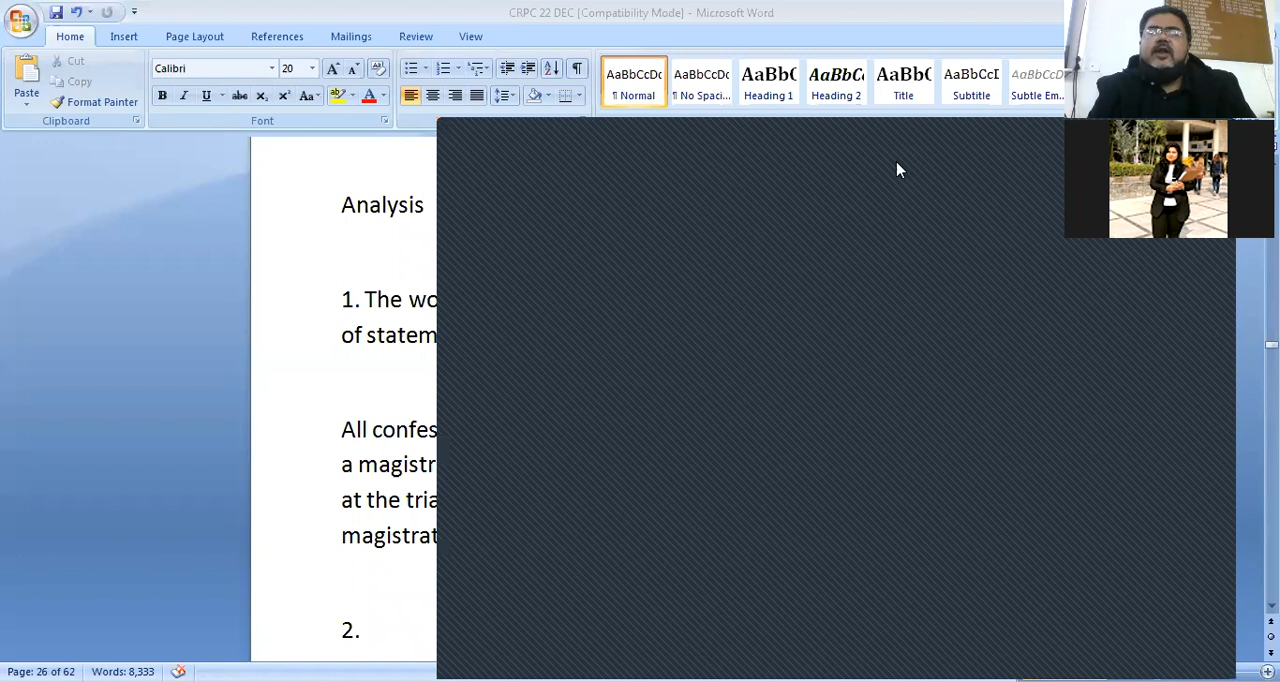 CRPC 22 DEC [Compatibility Mode] - Microsoft Word
Home Insert Page Layout References Mailings Review View
Cut
Copy
Paste
Format Painter
Clipboard
Calibri 20
Font
AaBbCcDc AaBbCcDc AaBbC AaBbCc AaBbC AaBbCcI AaBbCcD
¶ Normal ¶ No Spaci... Heading 1 Heading 2 Title Subtitle Subtle Em...
Analysis
1. The wo
of statem
All confes
a magistr
at the tria
magistrat
2.
Page: 26 of 62 Words: 8,333